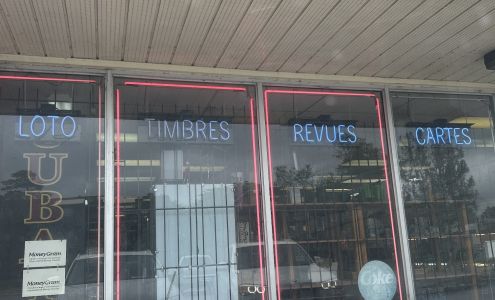 LOTO
TIMBRES
REVUES
CARTES
MoneyGram
MoneyGram
Coke